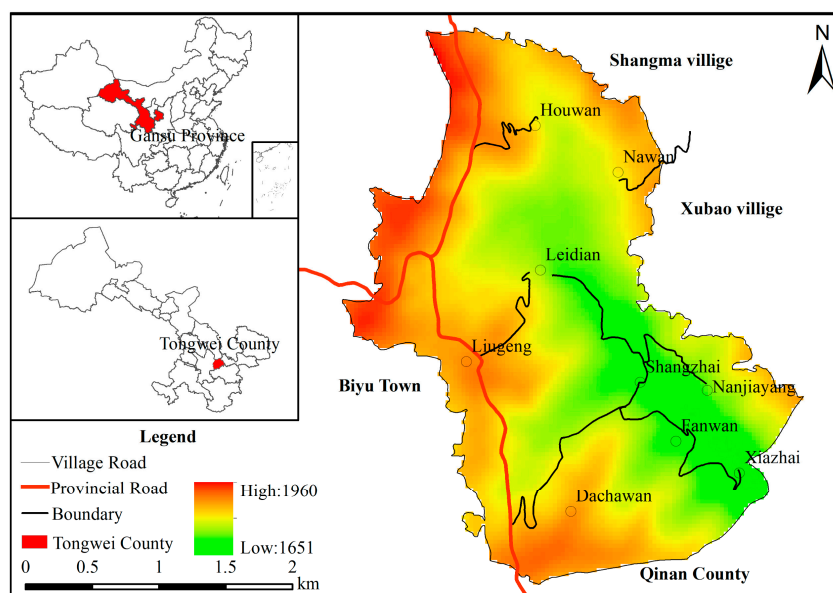 Gansu Province
Tongwei County
Legend
Village Road
Provincial Road
Boundary
Tongwei County
High:1960
Low:1651
0 0.5 1 1.5 2
km
N
Shangma villige
Houwan
Nawan
Xubao villige
Leidian
Liugeng
Biyu Town
Shangzhai
Nanjiayang
Fanwan
Xiazhai
Dachawan
Qinan County